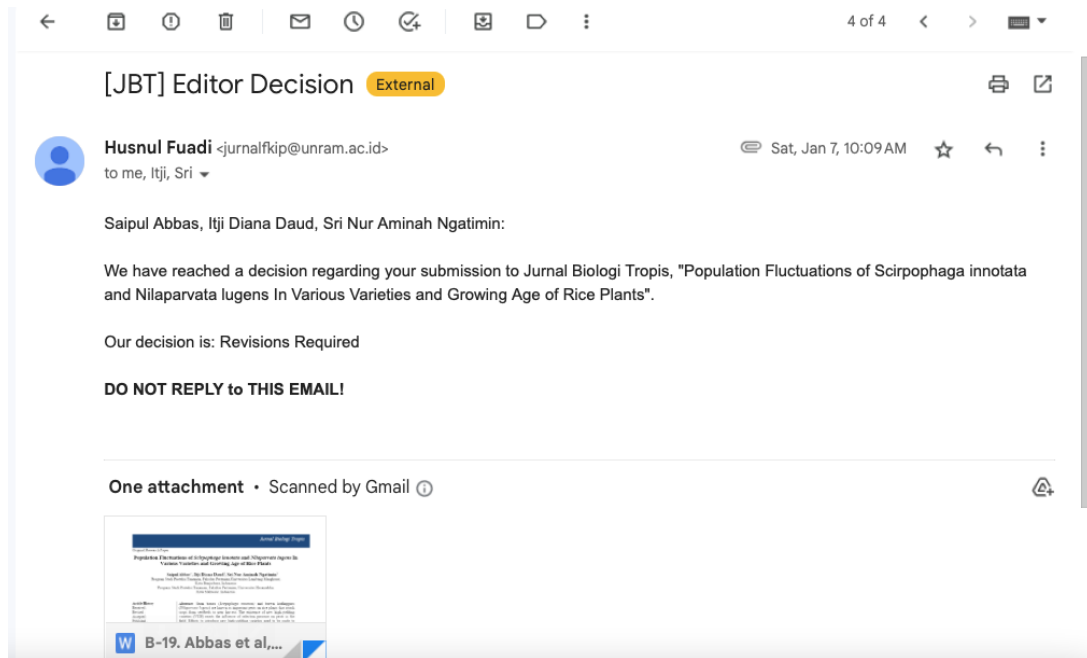 4 of 4
[JBT] Editor Decision External
Husnul Fuadi <jurnalfkip@unram.ac.id>
Sat, Jan 7, 10:09 AM
to me, Itji, Sri
Saipul Abbas, Itji Diana Daud, Sri Nur Aminah Ngatimin:
We have reached a decision regarding your submission to Jurnal Biologi Tropis, "Population Fluctuations of Scirpophaga innotata
and Nilaparvata lugens In Various Varieties and Growing Age of Rice Plants".
Our decision is: Revisions Required
DO NOT REPLY to THIS EMAIL!
One attachment • Scanned by Gmail
Jurnal Biologi Tropis
Population Fluctuations of Scirpophaga innotata and Nilaparvata lugens In
Various Varieties and Growing Age of Rice Plants
W B-19. Abbas et al,...